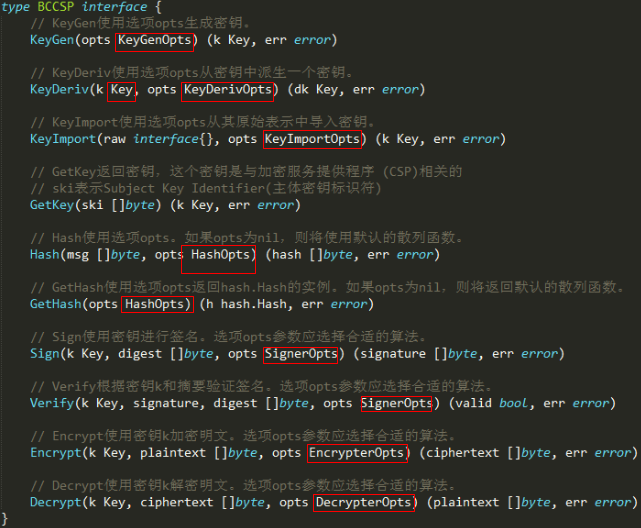 type BCCSP interface {
// KeyGen使用选项opts生成密钥。
KeyGen(opts KeyGenOpts) (k Key, err error)
// KeyDeriv使用选项opts从密钥中派生一个密钥。
KeyDeriv(k Key, opts KeyDerivOpts) (dk Key, err error)
// KeyImport使用选项opts从其原始表示中导入密钥。
KeyImport(raw interface{}, opts KeyImportOpts) (k Key, err error)
// GetKey返回密钥，这个密钥是与加密服务提供程序 (CSP)相关的
// ski表示Subject Key Identifier(主体密钥标识符)
GetKey(ski []byte) (k Key, err error)
// Hash使用选项opts。如果opts为nil，则将使用默认的散列函数。
Hash(msg []byte, opts HashOpts) (hash []byte, err error)
// GetHash使用选项opts返回hash.Hash的实例。如果opts为nil，则将返回默认的散列函数。
GetHash(opts HashOpts) (h hash.Hash, err error)
// Sign使用密钥进行签名。选项opts参数应选择合适的算法。
Sign(k Key, digest []byte, opts SignerOpts) (signature []byte, err error)
// Verify根据密钥k和摘要验证签名。选项opts参数应选择合适的算法。
Verify(k Key, signature, digest []byte, opts SignerOpts) (valid bool, err error)
// Encrypt使用密钥k加密明文。选项opts参数应选择合适的算法。
Encrypt(k Key, plaintext []byte, opts EncrypterOpts) (ciphertext []byte, err error)
// Decrypt使用密钥k解密明文。选项opts参数应选择合适的算法。
Decrypt(k Key, ciphertext []byte, opts DecrypterOpts) (plaintext []byte, err error)
}